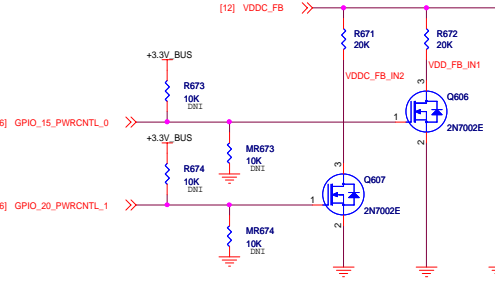 [12] VDDC_FB
R671
20K
R672
20K
+3.3V_BUS
VDD_FB_IN1
VDDC_FB_IN2
R673
10K
DNI
3
Q606
6] GPIO_15_PWRCNTL_0
1
2N7002E
2
+3.3V_BUS
MR673
10K
DNI
R674
10K
DNI
3
Q607
6] GPIO_20_PWRCNTL_1
1
2N7002E
2
MR674
10K
DNI